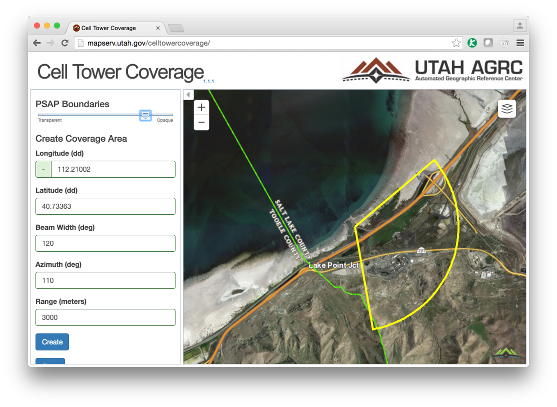 Cell Tower Coverage
mapserv.utah.gov/celltowercoverage/
Cell Tower Coverage 1.1.1
UTAH AGRC
Automated Geographic Reference Center
PSAP Boundaries
Transparent Opaque
Create Coverage Area
Longitude (dd)
- 112.21002
Latitude (dd)
40.73363
Beam Width (deg)
120
Azimuth (deg)
110
Range (meters)
3000
Create
+
−
SALT LAKE COUNTY
TOOELE COUNTY
Lake Point Jct